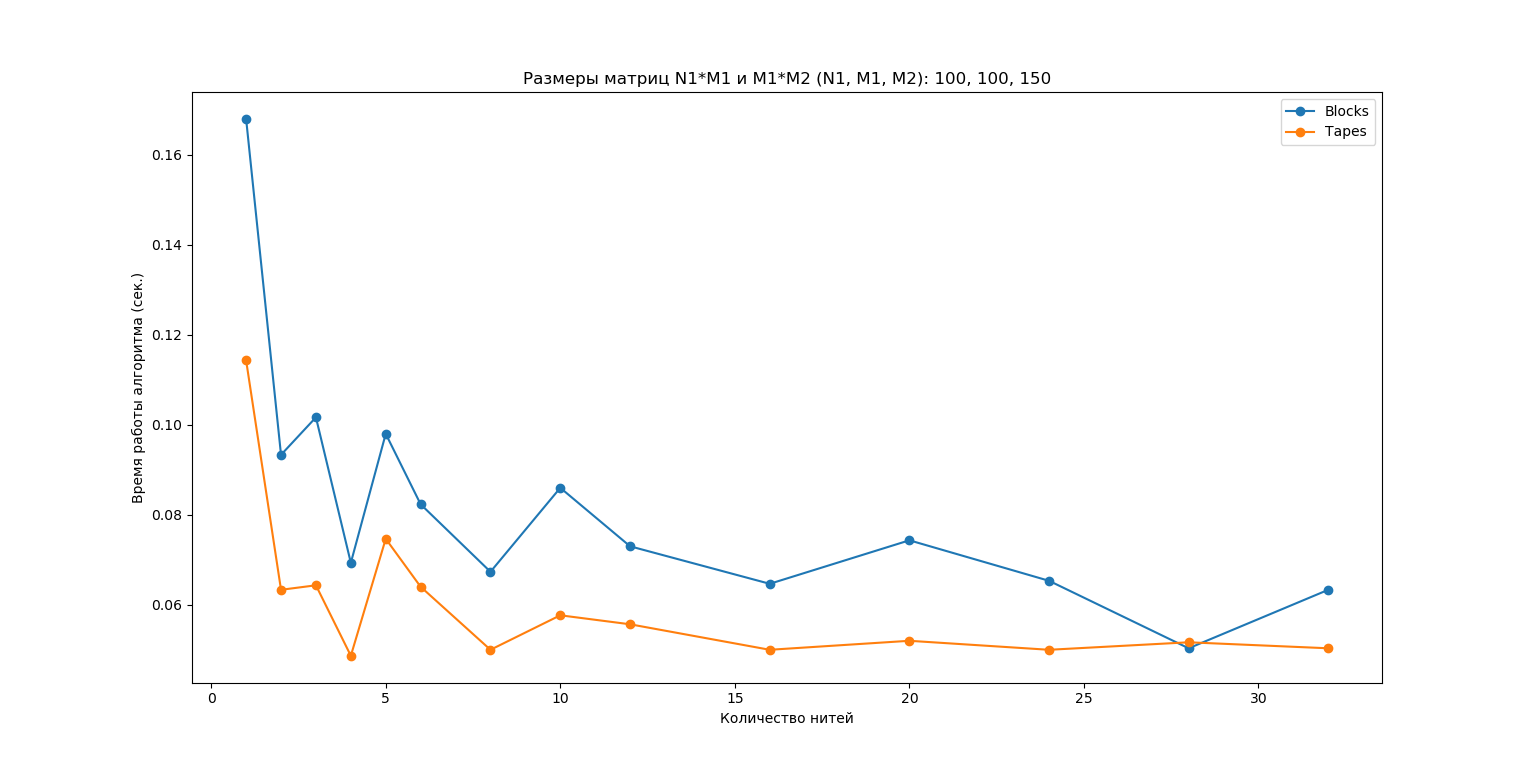 Размеры матриц N1*M1 и M1*M2 (N1, M1, M2): 100, 100, 150
Blocks
Tapes
Время работы алгоритма (сек.)
0.16
0.14
0.12
0.10
0.08
0.06
0
5
10
15
20
25
30
Количество нитей